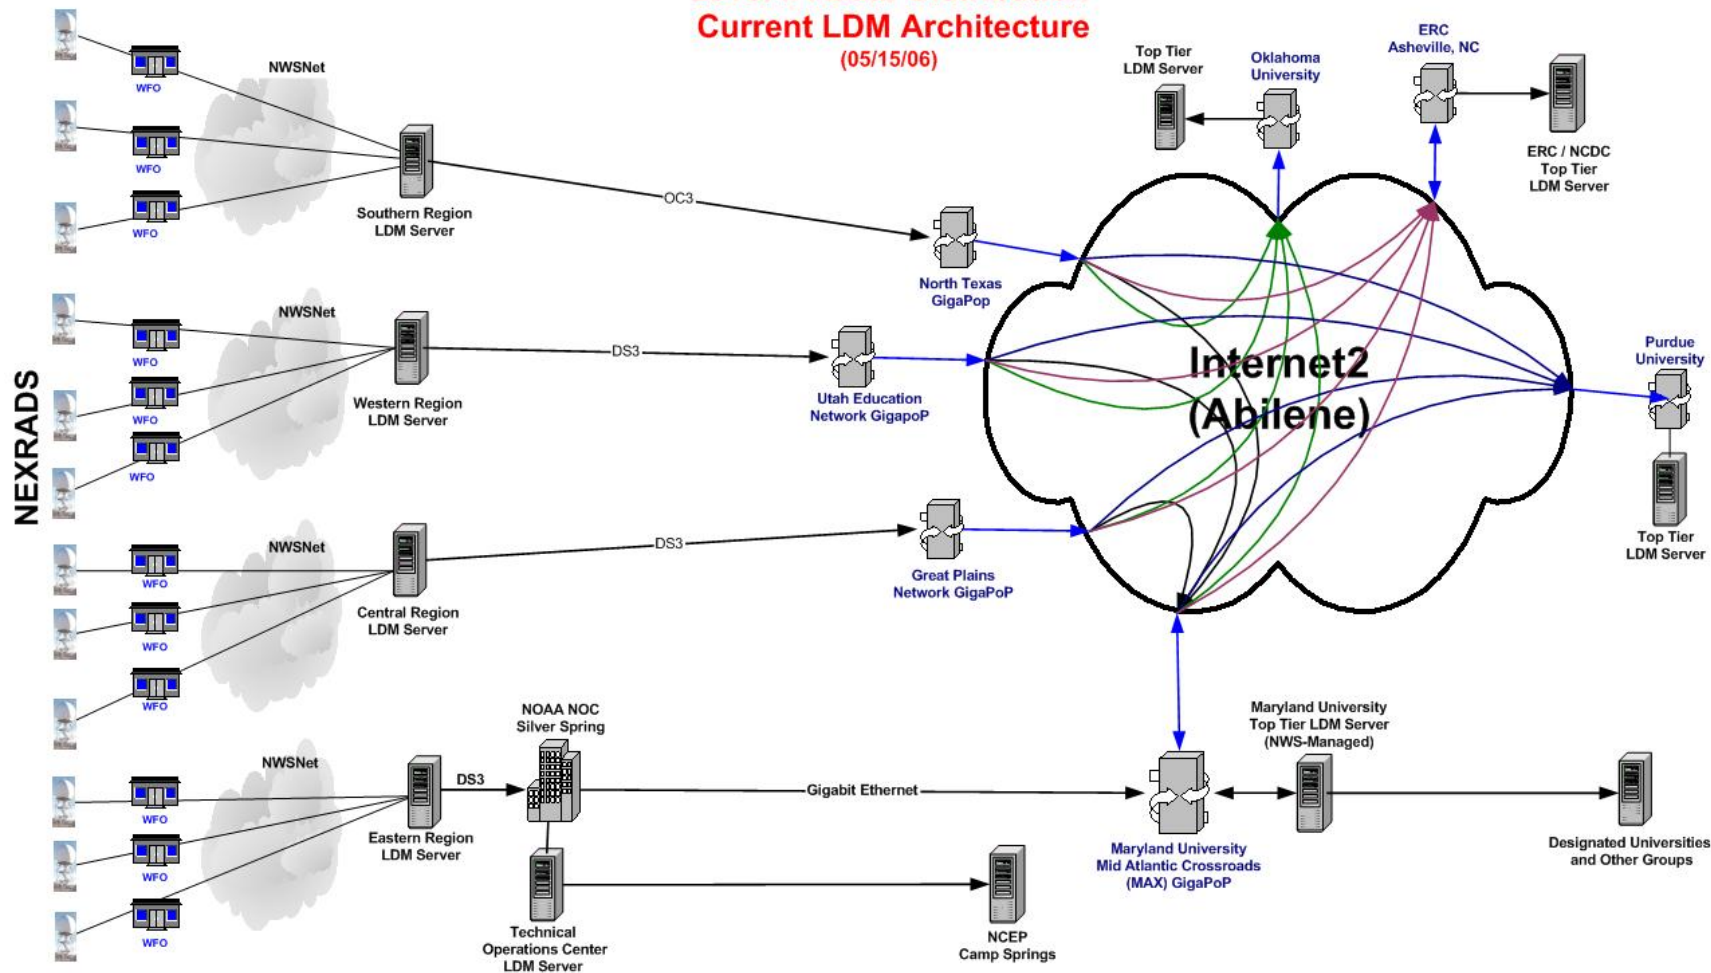 Current LDM Architecture
(05/15/06)
NEXRADS
WFO
WFO
WFO
NWSNet
Southern Region
LDM Server
OC3
North Texas
GigaPop
WFO
WFO
WFO
NWSNet
Western Region
LDM Server
DS3
Utah Education
Network GigapoP
WFO
WFO
WFO
NWSNet
Central Region
LDM Server
DS3
Great Plains
Network GigaPoP
WFO
WFO
WFO
NWSNet
Eastern Region
LDM Server
DS3
NOAA NOC
Silver Spring
Gigabit Ethernet
Technical
Operations Center
LDM Server
NCEP
Camp Springs
Maryland University
Mid Atlantic Crossroads
(MAX) GigaPoP
Maryland University
Top Tier LDM Server
(NWS-Managed)
Designated Universities
and Other Groups
Internet2
(Abilene)
Top Tier
LDM Server
Oklahoma
University
ERC
Asheville, NC
ERC / NCDC
Top Tier
LDM Server
Purdue
University
Top Tier
LDM Server